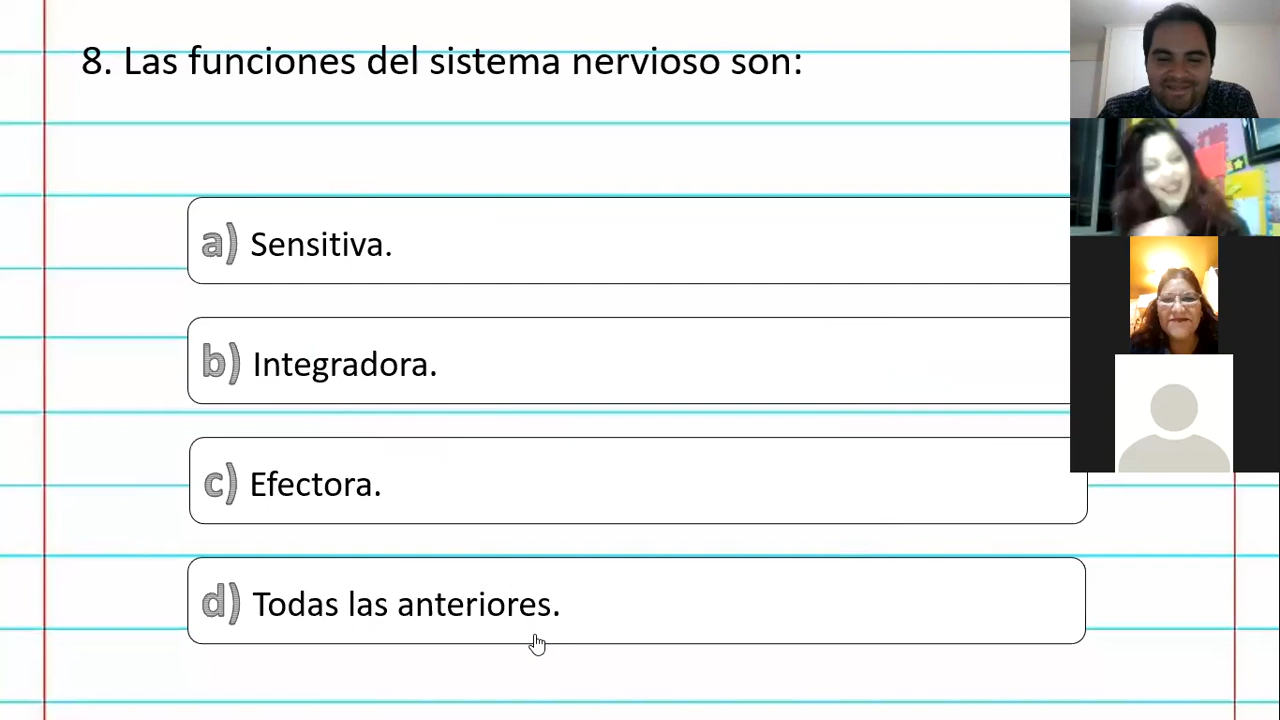 8. Las funciones del sistema nervioso son:
a) Sensitiva.
b) Integradora.
c) Efectora.
d) Todas las anteriores.